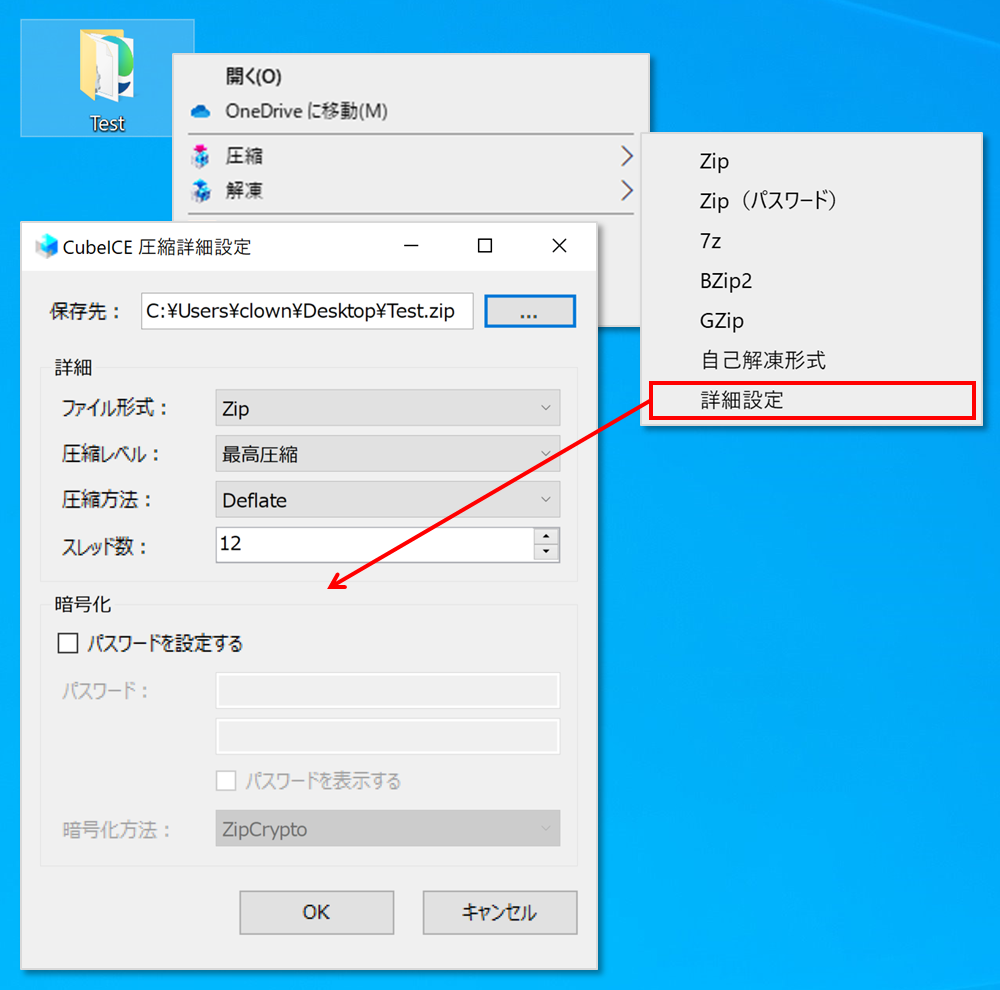 Test
開く(O)
OneDrive に移動(M)
圧縮
解凍
Zip
Zip（パスワード）
7z
BZip2
GZip
自己解凍形式
詳細設定
CubeICE 圧縮詳細設定
保存先：
C:¥Users¥clown¥Desktop¥Test.zip
...
詳細
ファイル形式：
Zip
圧縮レベル：
最高圧縮
圧縮方法：
Deflate
スレッド数：
12
暗号化
パスワードを設定する
パスワード：
パスワードを表示する
暗号化方法：
ZipCrypto
OK
キャンセル